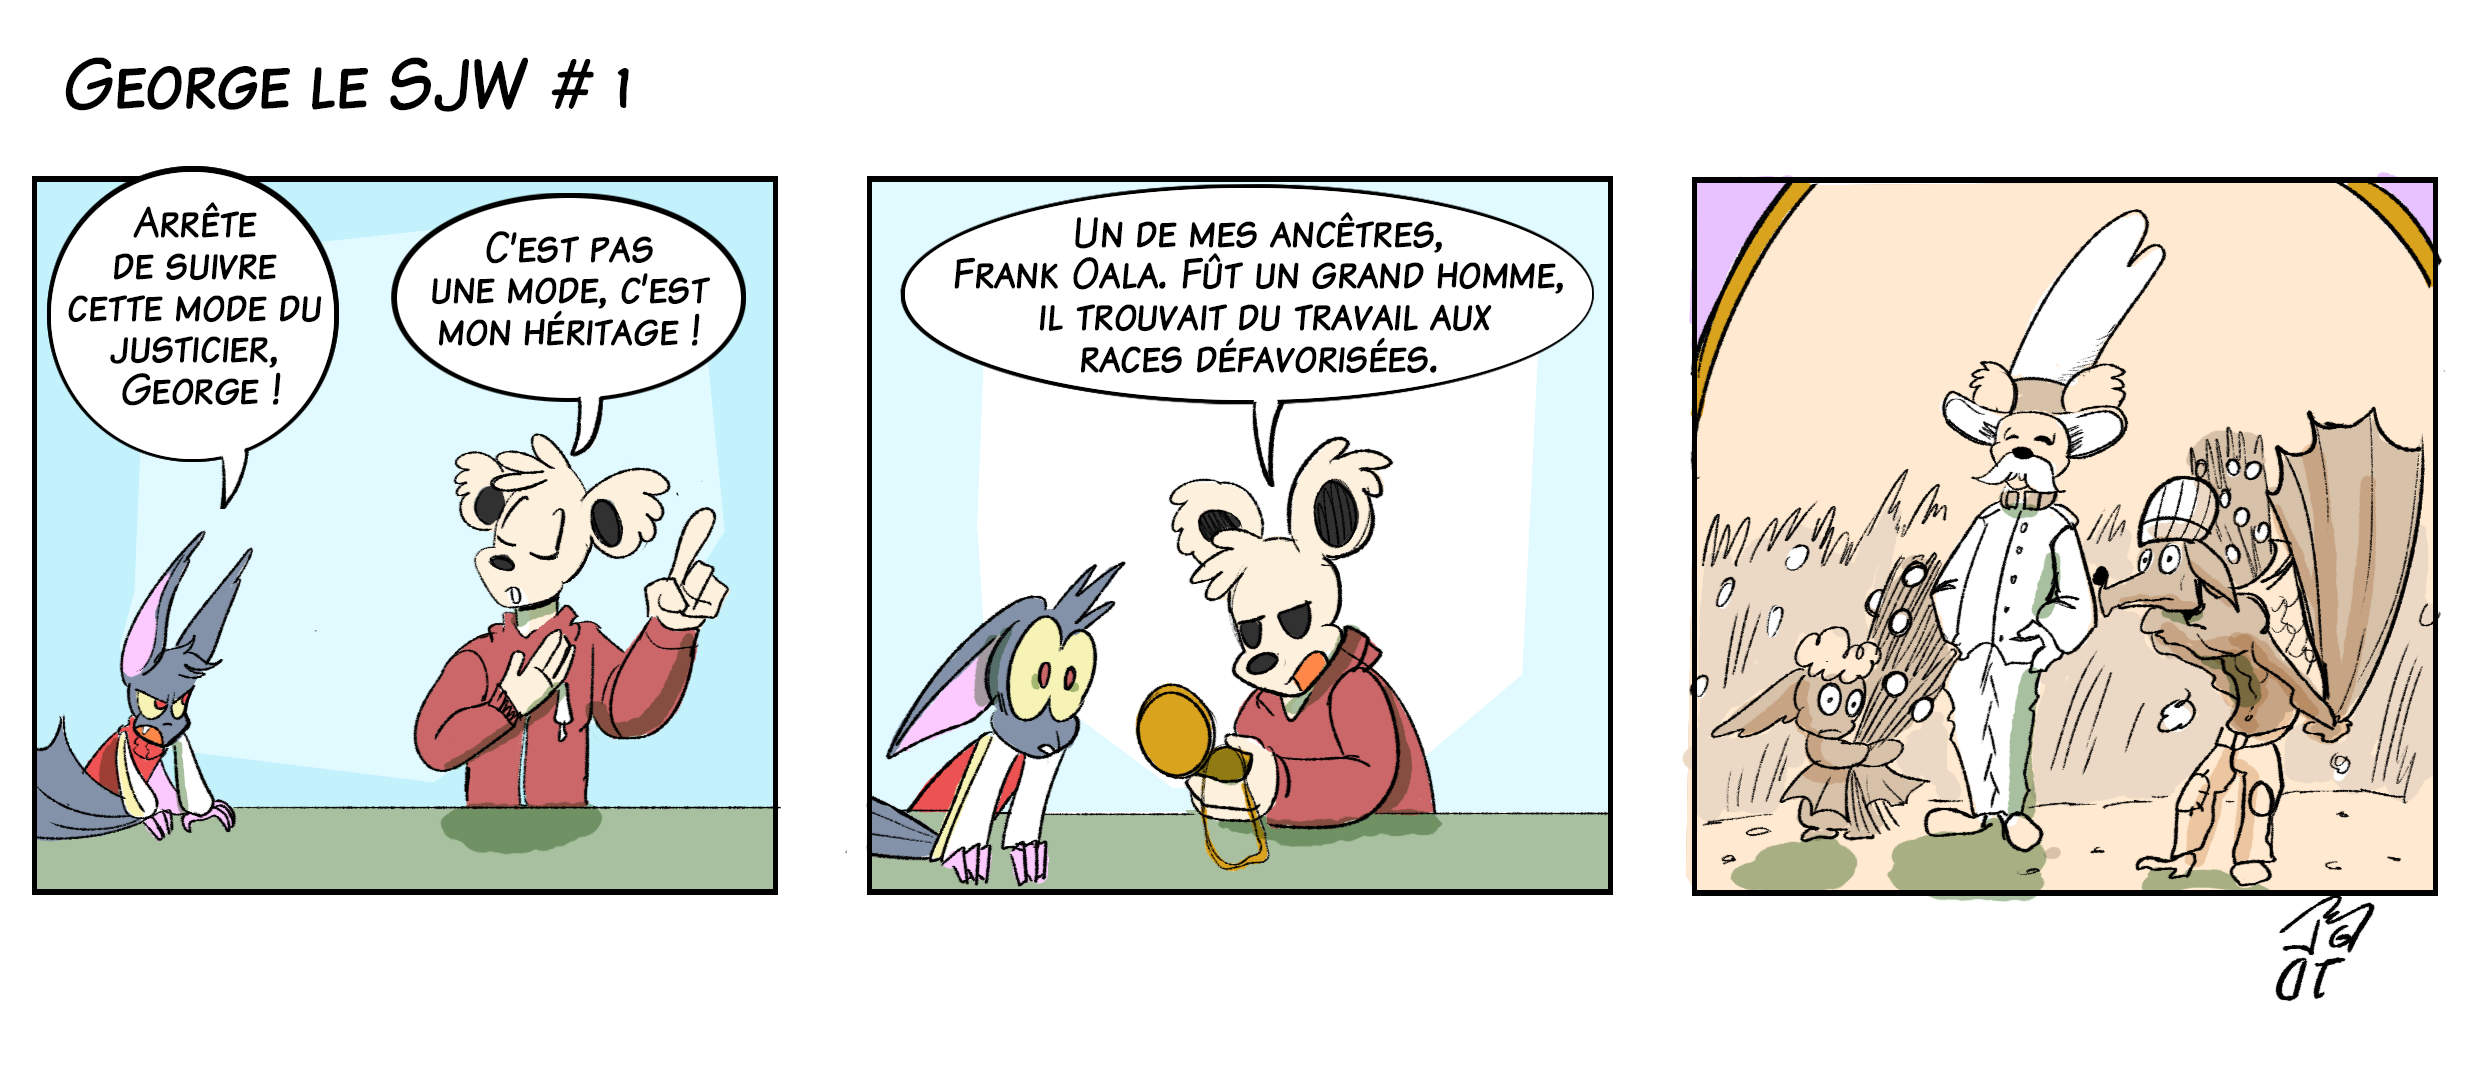 George le SJW # 1
Arrête
de suivre
cette mode du
justicier,
George !
C'est pas
une mode, c'est
mon héritage !
Un de mes ancêtres,
Frank Oala. Fût un grand homme,
il trouvait du travail aux
races défavorisées.